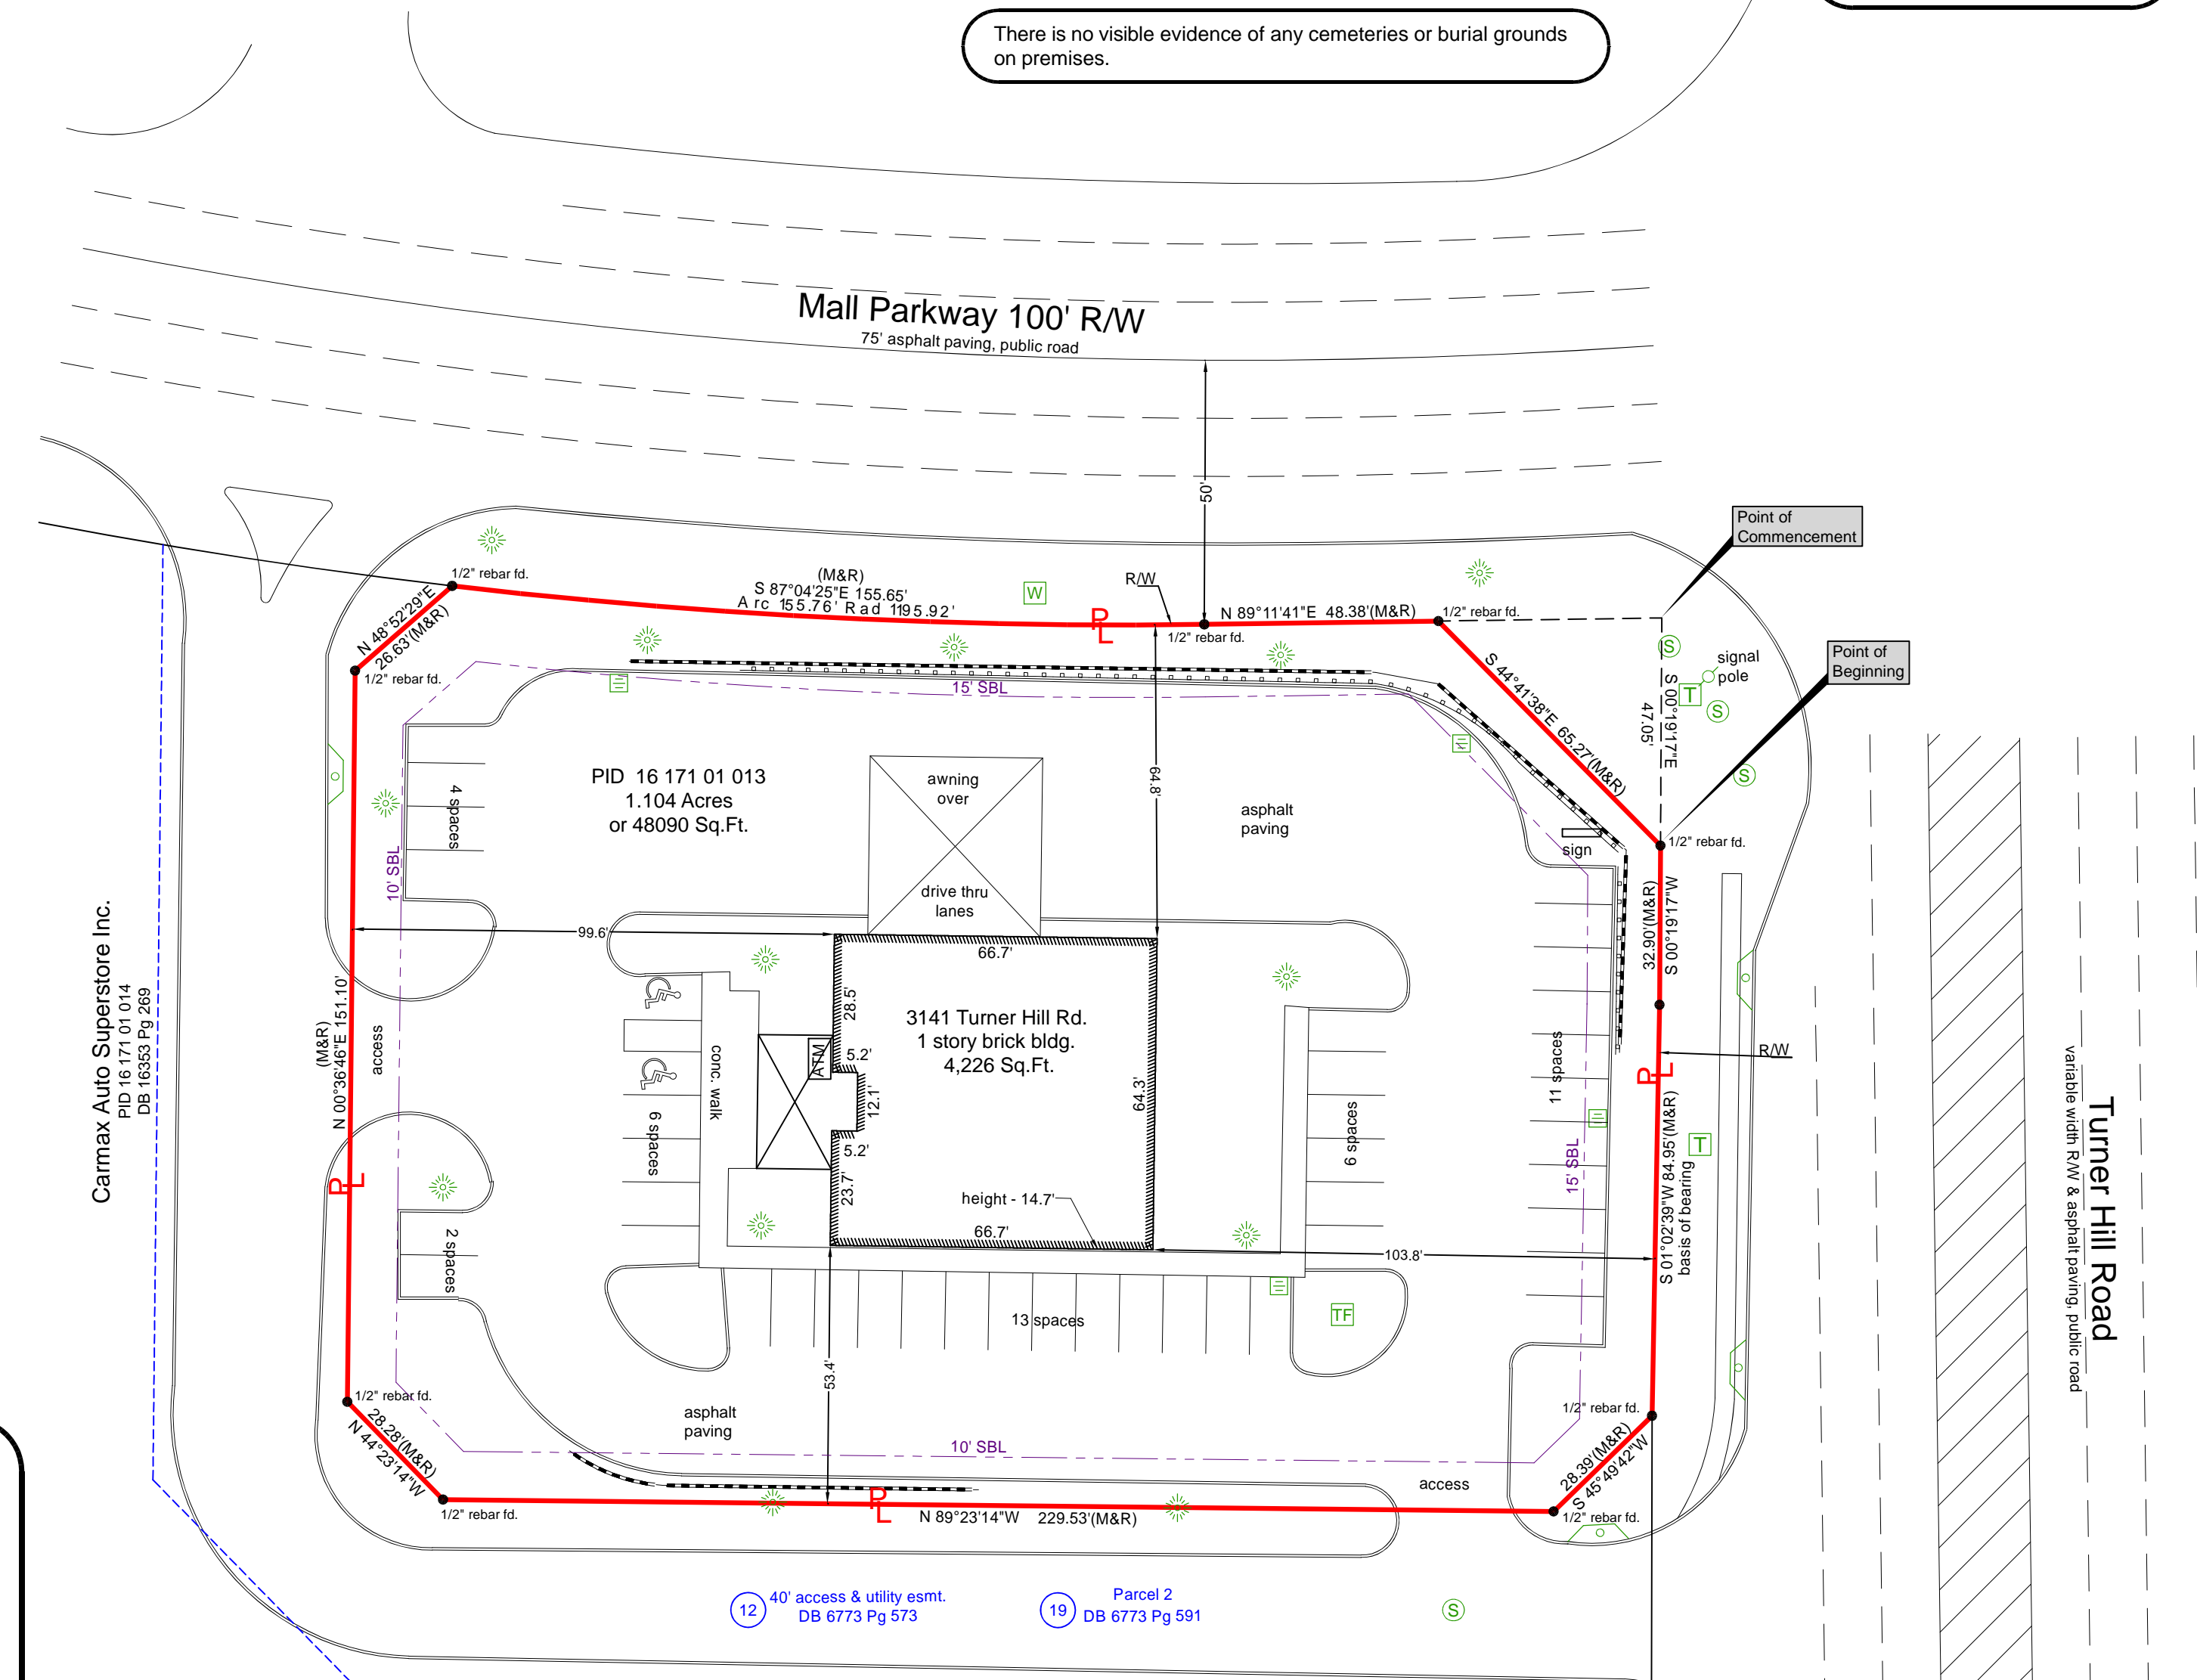 There is no visible evidence of any cemeteries or burial grounds
on premises.
Mall Parkway 100' R/W
75' asphalt paving, public road
50'
Point of
Commencement
1/2" rebar fd.
(M&R)
S 87°04'25"E 155.65'
Arc 155.76' Rad 1195.92'
W
R/W
P
L
N 89°11'41"E 48.38'(M&R)
1/2" rebar fd.
1/2" rebar fd.
N 48°52'29"E
26.63'(M&R)
1/2" rebar fd.
S
signal
pole
T
S
S
Point of
Beginning
S 00°19'17"E
47.05'
S 44°41'38"E 65.27'(M&R)
15' SBL
PID 16 171 01 013
1.104 Acres
or 48090 Sq.Ft.
awning
over
64.8'
asphalt
paving
4 spaces
10' SBL
drive thru
lanes
sign
1/2" rebar fd.
32.90'(M&R)
S 00°19'17"W
99.6'
66.7'
28.5'
3141 Turner Hill Rd.
1 story brick bldg.
4,226 Sq.Ft.
Carmax Auto Superstore Inc.
PID 16 171 01 014
DB 16353 Pg 269
(M&R)
N 00°36'46"E 151.10'
access
conc. walk
ATM
5.2'
12.1'
5.2'
23.7'
64.3'
6 spaces
6 spaces
11 spaces
R/W
P
L
S 01°02'39"W 84.95'(M&R)
basis of bearing
T
15' SBL
Turner Hill Road
variable width R/W & asphalt paving, public road
P
L
height - 14.7'
66.7'
103.8'
2 spaces
13 spaces
TF
53.4'
1/2" rebar fd.
28.28'(M&R)
N 44°23'14"W
asphalt
paving
10' SBL
1/2" rebar fd.
28.39'(M&R)
S 45°49'42"W
access
1/2" rebar fd.
P
L
N 89°23'14"W 229.53'(M&R)
1/2" rebar fd.
12
40' access & utility esmt.
DB 6773 Pg 573
19
Parcel 2
DB 6773 Pg 591
S